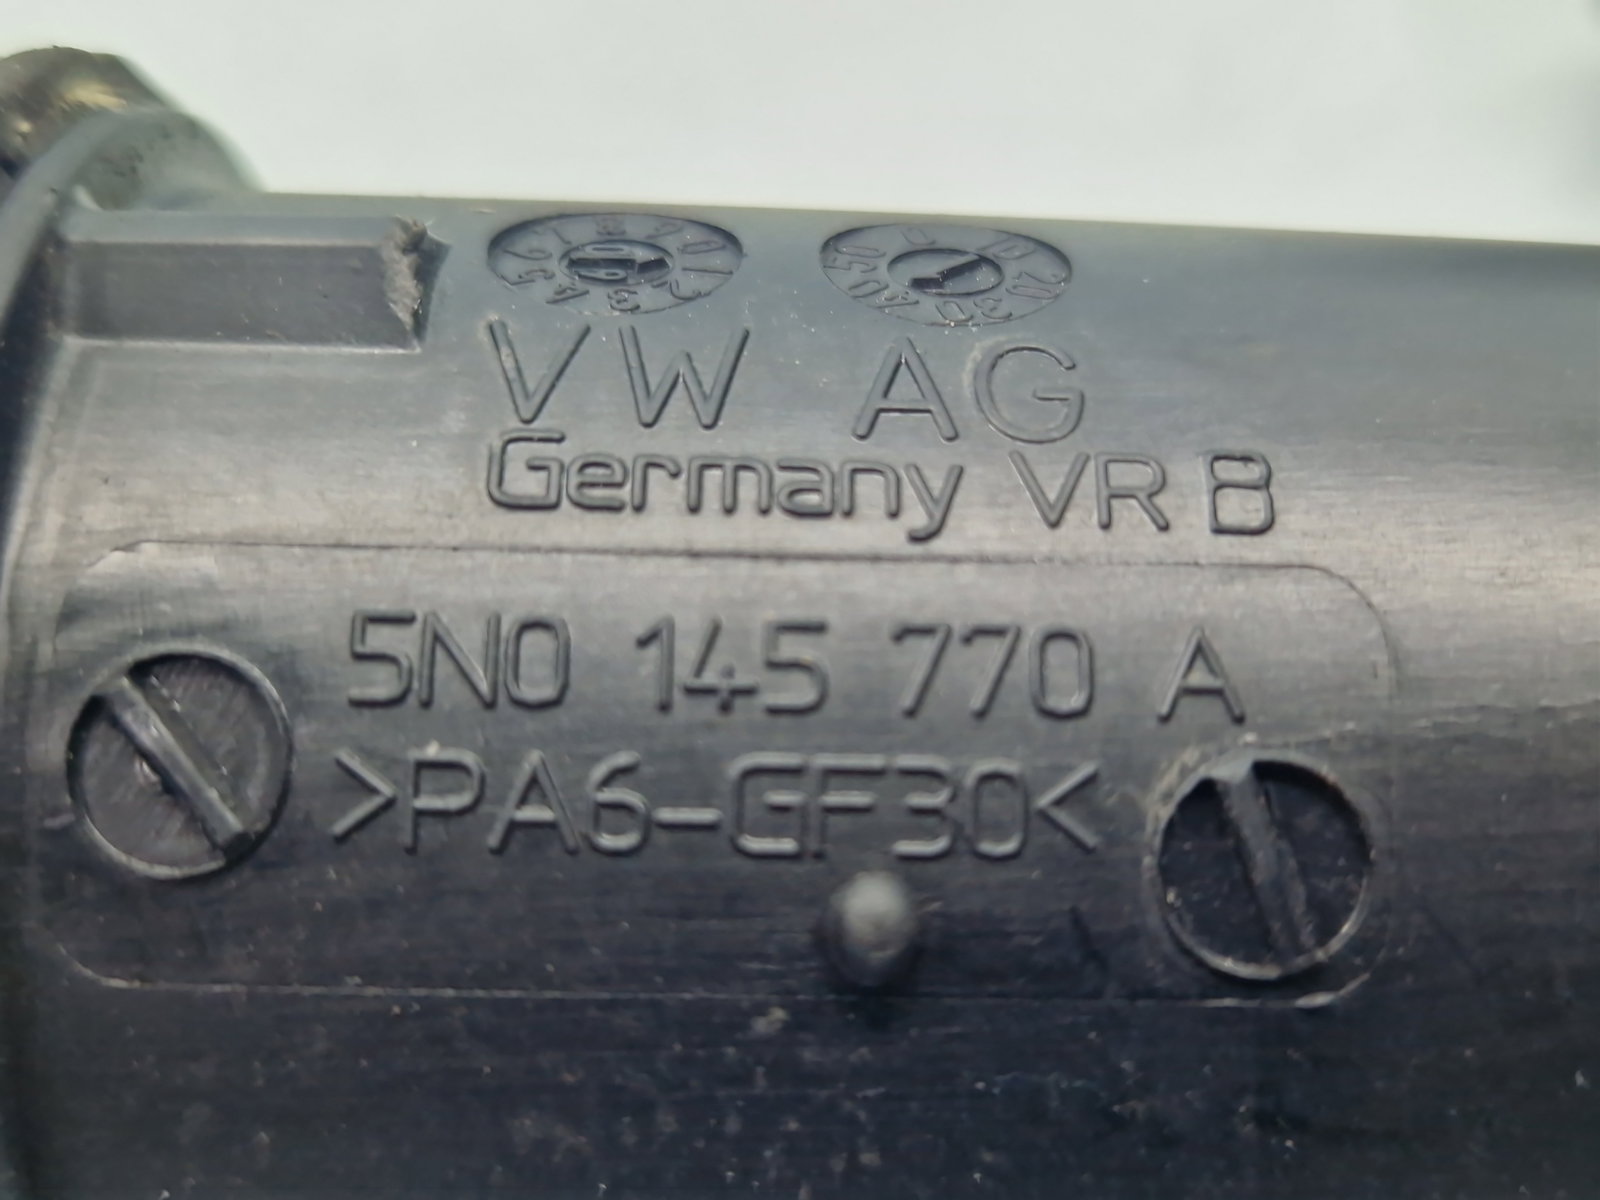 VW AG
Germany VR B
5N0 145 770 A
>PA6-GF30<